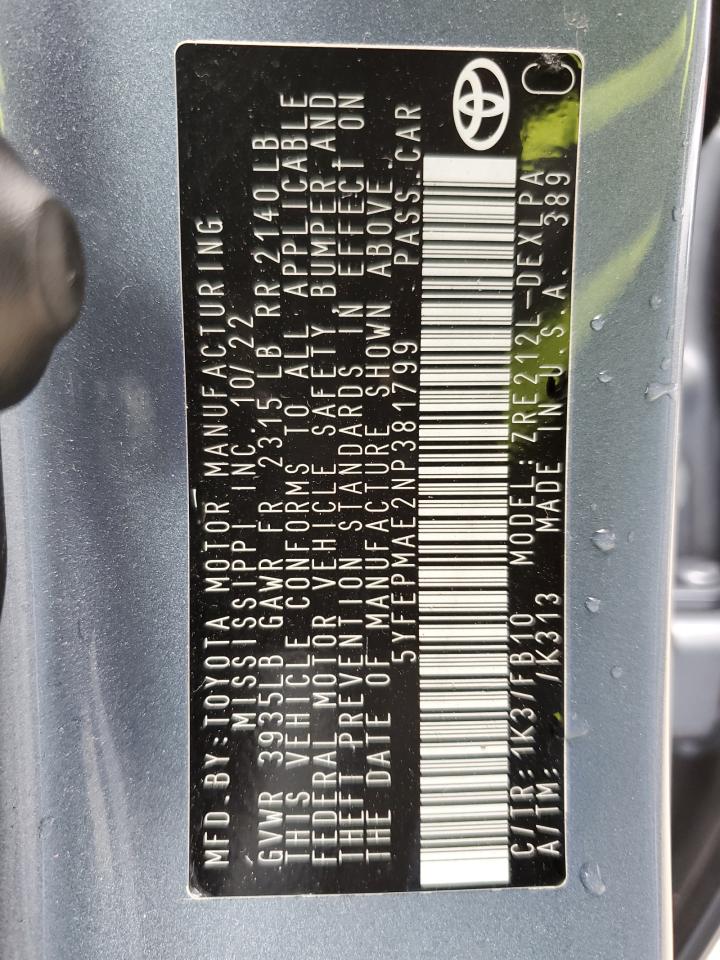 MFD.BY:TOYOTA MOTOR MANUFACTURING
MISSISSIPPI INC 10/22
GVWR 3935LB GAWR FR 2315 LB RR 2140LB
THIS VEHICLE CONFORMS TO ALL APPLICABLE
FEDERAL MOTOR VEHICLE SAFETY, BUMPER, AND
THEFT PREVENTION STANDARDS IN EFFECT ON
THE DATE OF MANUFACTURE SHOWN ABOVE.
5YFEPMAE2NP381799 PASS.CAR
C/TR:1K3/FB10 MODEL:ZRE212L-DEXLPA
A/TM: /K313 MADE IN U.S.A. 389
C